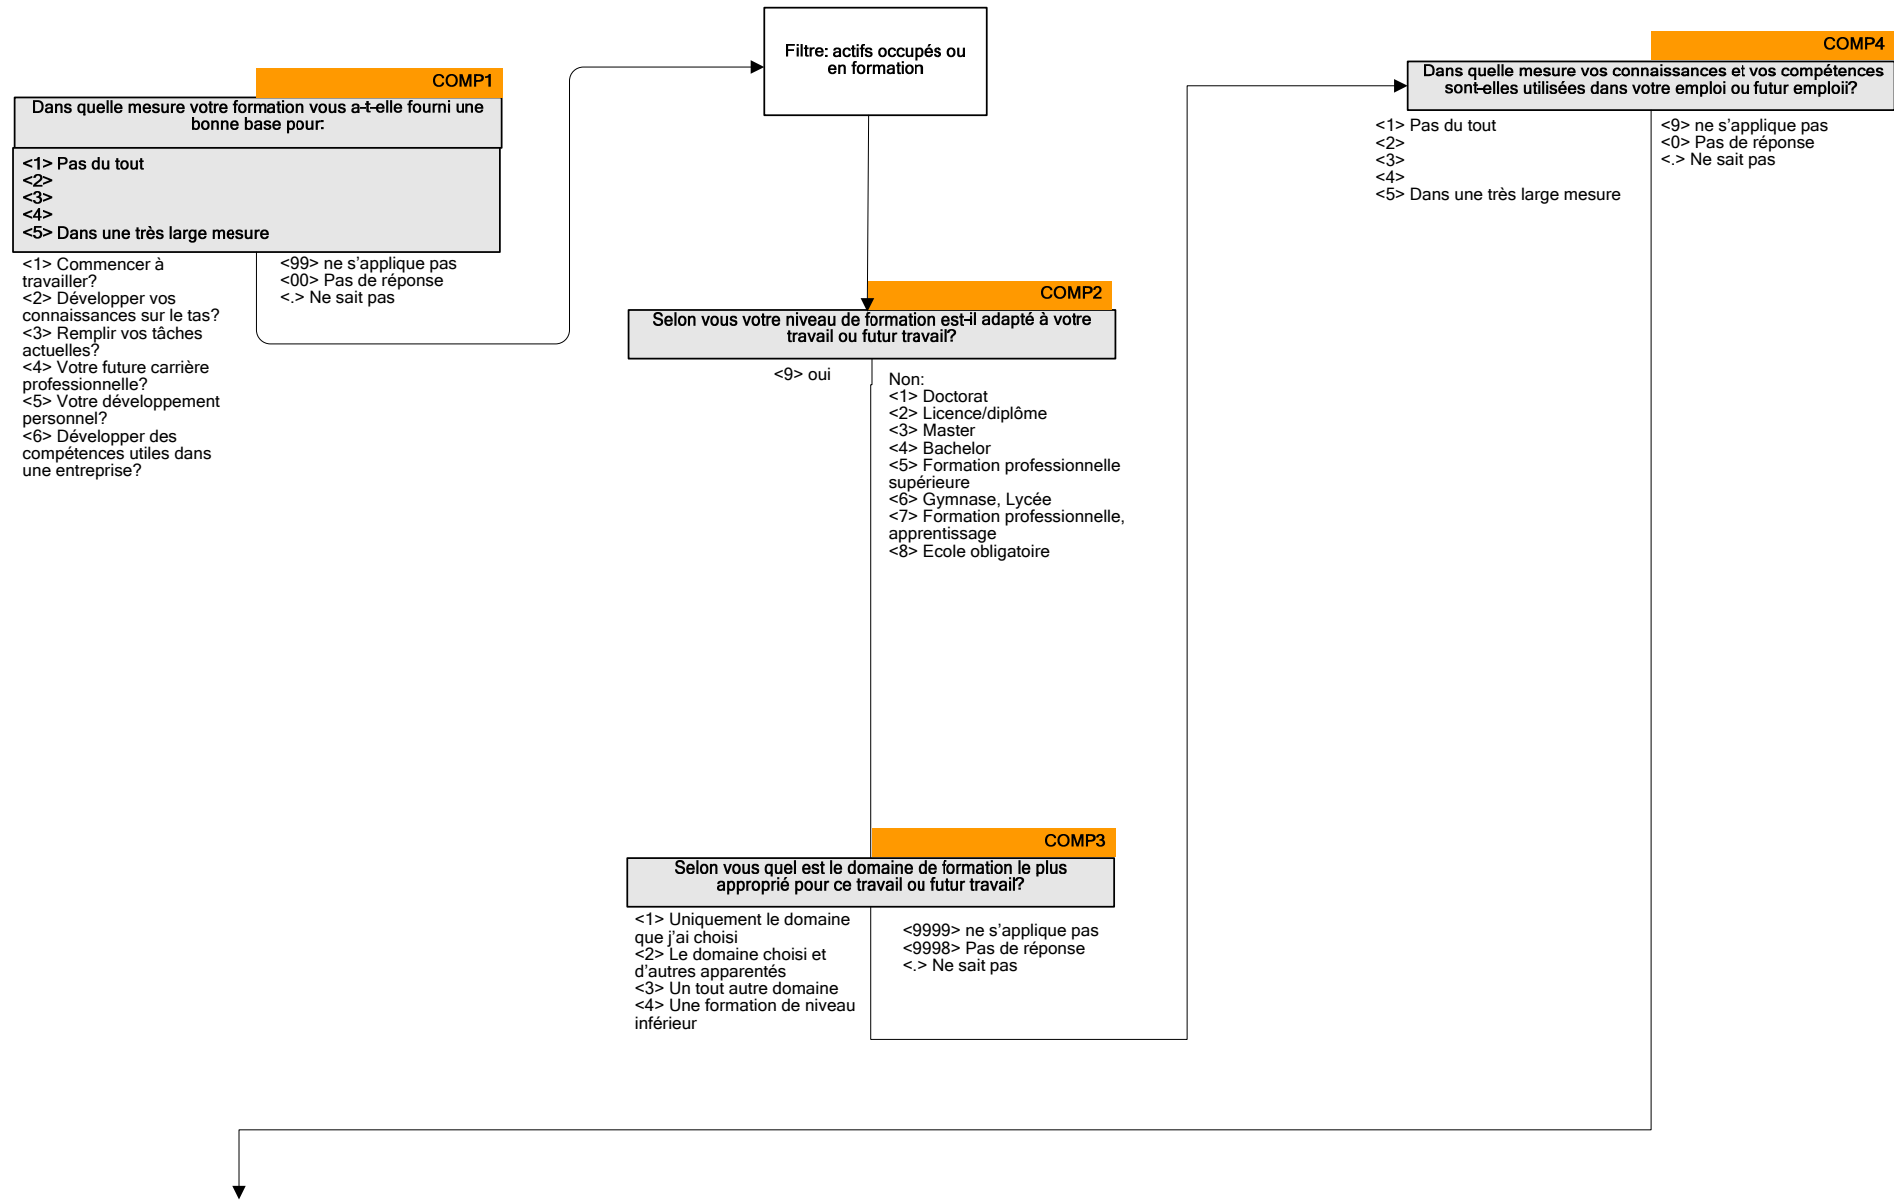 COMP1
Dans quelle mesure votre formation vous a-t-elle fourni une
bonne base pour:
<1> Pas du tout
<2>
<3>
<4>
<5> Dans une très large mesure
<1> Commencer à
travailler?
<2> Développer vos
connaissances sur le tas?
<3> Remplir vos tâches
actuelles?
<4> Votre future carrière
professionnelle?
<5> Votre développement
personnel?
<6> Développer des
compétences utiles dans
une entreprise?
<99> ne s'applique pas
<00> Pas de réponse
<.> Ne sait pas
Filtre: actifs occupés ou
en formation
COMP2
Selon vous votre niveau de formation est-il adapté à votre
travail ou futur travail?
<9> oui
Non:
<1> Doctorat
<2> Licence/diplôme
<3> Master
<4> Bachelor
<5> Formation professionnelle
supérieure
<6> Gymnase, Lycée
<7> Formation professionnelle,
apprentissage
<8> Ecole obligatoire
COMP3
Selon vous quel est le domaine de formation le plus
approprié pour ce travail ou futur travail?
<1> Uniquement le domaine
que j'ai choisi
<2> Le domaine choisi et
d'autres apparentés
<3> Un tout autre domaine
<4> Une formation de niveau
inférieur
<9999> ne s'applique pas
<9998> Pas de réponse
<.> Ne sait pas
COMP4
Dans quelle mesure vos connaissances et vos compétences
sont-elles utilisées dans votre emploi ou futur emploii?
<1> Pas du tout
<2>
<3>
<4>
<5> Dans une très large mesure
<9> ne s'applique pas
<0> Pas de réponse
<.> Ne sait pas